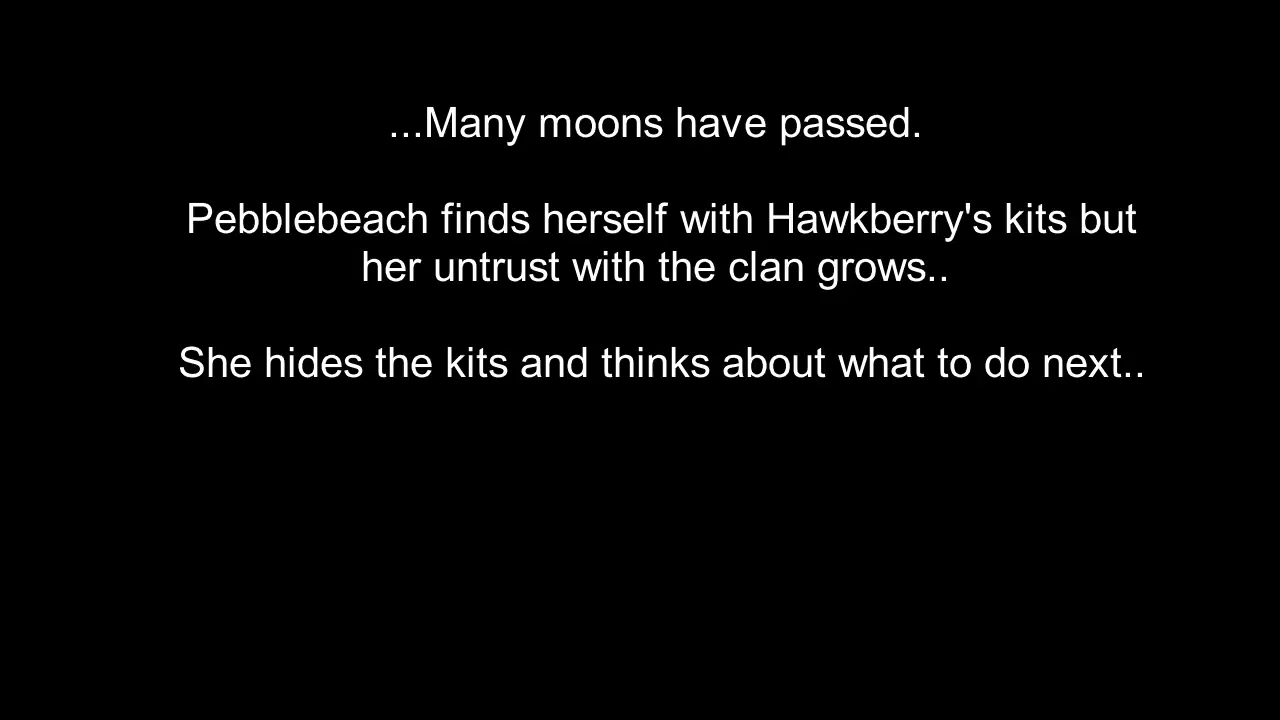 ...Many moons have passed.
Pebblebeach finds herself with Hawkberry's kits but
her untrust with the clan grows..
She hides the kits and thinks about what to do next..